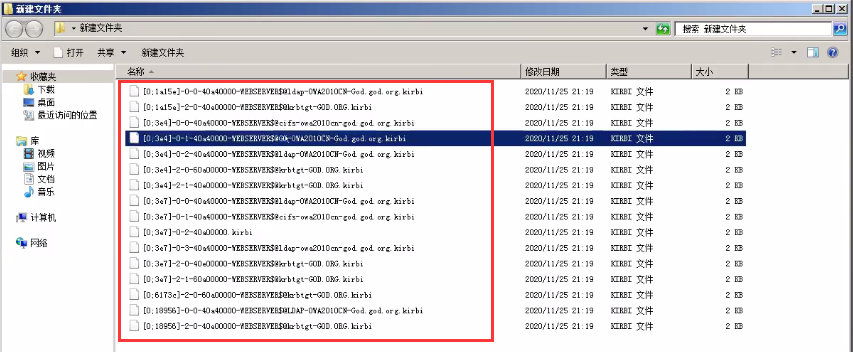 新建文件夹
新建文件夹
搜索 新建文件夹
组织 打开 共享 新建文件夹
名称 修改日期 类型 大小
收藏夹
下载
桌面
最近访问的位置
库
视频
图片
文档
音乐
计算机
网络
[0;1a15e]-0-0-40a40000-WEBSERVER$@ldap-OWA2010CN-God.god.org.kirbi 2020/11/25 21:19 KIRBI 文件 2 KB
[0;1a15e]-2-0-40a00000-WEBSERVER$@krbtgt-GOD.ORG.kirbi 2020/11/25 21:19 KIRBI 文件 2 KB
[0;3e4]-0-0-40a40000-WEBSERVER$@cifs-owa2010cn-God.god.org.kirbi 2020/11/25 21:19 KIRBI 文件 2 KB
[0;3e4]-0-1-40a40000-WEBSERVER$@GC-OWA2010CN-God.god.org.kirbi 2020/11/25 21:19 KIRBI 文件 2 KB
[0;3e4]-0-2-40a40000-WEBSERVER$@ldap-OWA2010CN-God.god.org.kirbi 2020/11/25 21:19 KIRBI 文件 2 KB
[0;3e4]-2-0-60a00000-WEBSERVER$@krbtgt-GOD.ORG.kirbi 2020/11/25 21:19 KIRBI 文件 2 KB
[0;3e4]-2-1-40a00000-WEBSERVER$@krbtgt-GOD.ORG.kirbi 2020/11/25 21:19 KIRBI 文件 2 KB
[0;3e7]-0-0-40a40000-WEBSERVER$@ldap-OWA2010CN-God.god.org.kirbi 2020/11/25 21:19 KIRBI 文件 2 KB
[0;3e7]-0-1-40a40000-WEBSERVER$@cifs-owa2010cn-God.god.org.kirbi 2020/11/25 21:19 KIRBI 文件 2 KB
[0;3e7]-0-2-40a00000.kirbi 2020/11/25 21:19 KIRBI 文件 2 KB
[0;3e7]-0-3-40a40000-WEBSERVER$@ldap-owa2010cn-god.god.org.kirbi 2020/11/25 21:19 KIRBI 文件 2 KB
[0;3e7]-2-0-40a00000-WEBSERVER$@krbtgt-GOD.ORG.kirbi 2020/11/25 21:19 KIRBI 文件 2 KB
[0;3e7]-2-1-60a00000-WEBSERVER$@krbtgt-GOD.ORG.kirbi 2020/11/25 21:19 KIRBI 文件 2 KB
[0;6173c]-2-0-60a00000-WEBSERVER$@krbtgt-GOD.ORG.kirbi 2020/11/25 21:19 KIRBI 文件 2 KB
[0;18956]-0-0-40a40000-WEBSERVER$@LDAP-OWA2010CN-God.god.org.kirbi 2020/11/25 21:19 KIRBI 文件 2 KB
[0;18956]-2-0-40a00000-WEBSERVER$@krbtgt-GOD.ORG.kirbi 2020/11/25 21:19 KIRBI 文件 2 KB